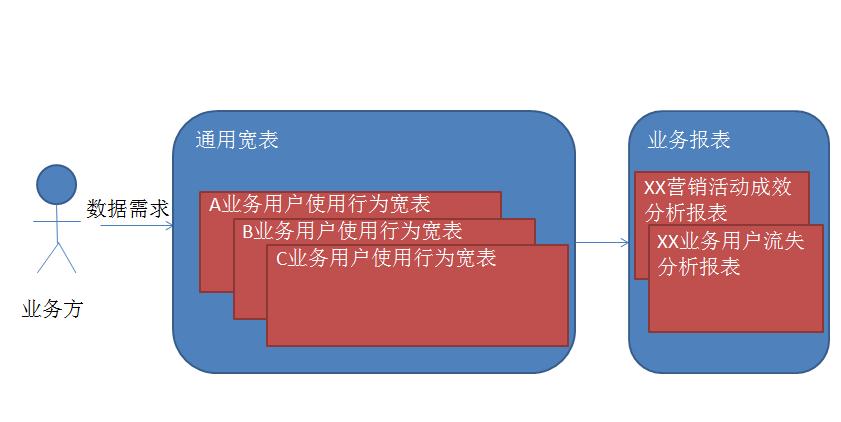 通用宽表
业务报表
数据需求
业务方
A业务用户使用行为宽表
B业务用户使用行为宽表
C业务用户使用行为宽表
XX营销活动成效
分析报表
XX业务用户流失
分析报表